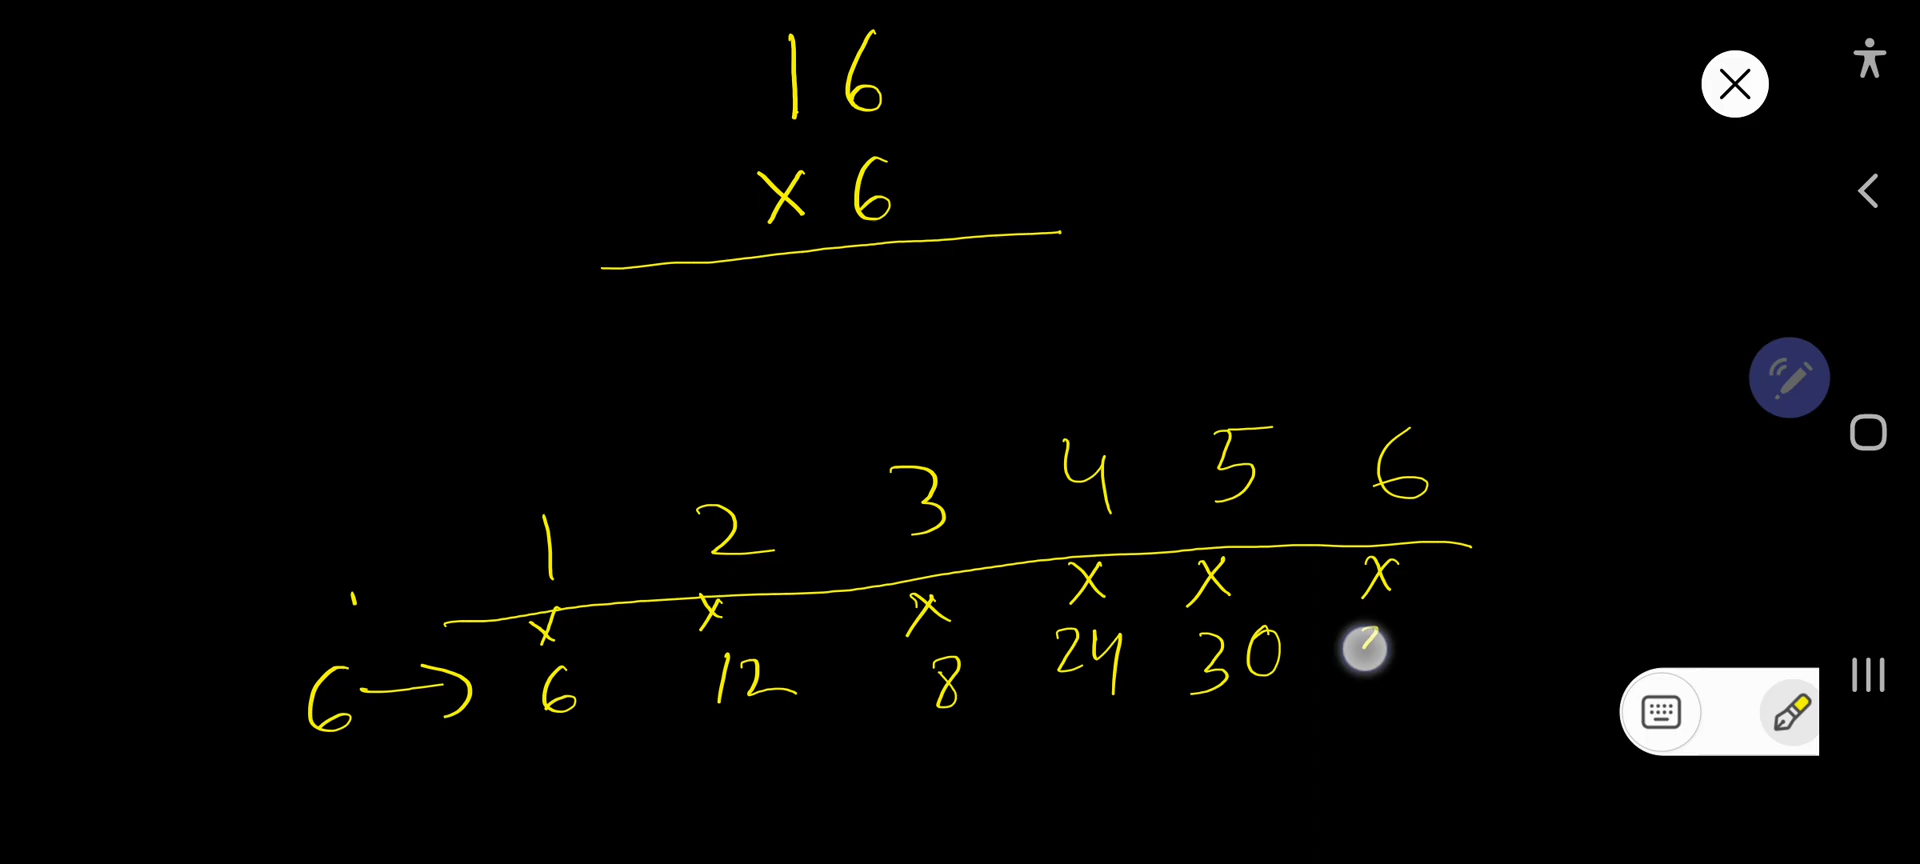 16
× 6
1 2 3 4 5 6
x x x x x x
6 → 6 12 8 24 30